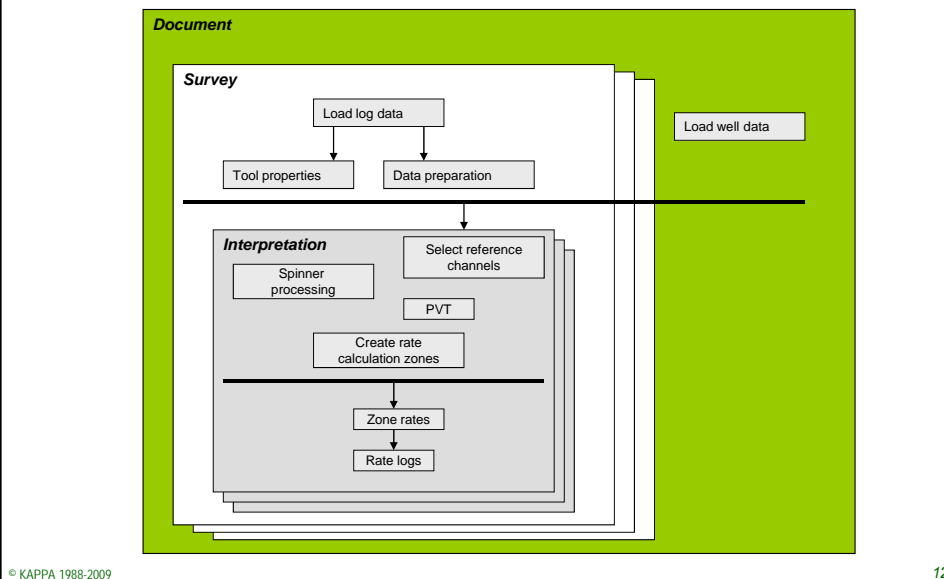 Document
Survey
Load log data
Load well data
Tool properties
Data preparation
Interpretation
Select reference
channels
Spinner
processing
PVT
Create rate
calculation zones
Zone rates
Rate logs
© KAPPA 1988-2009
12